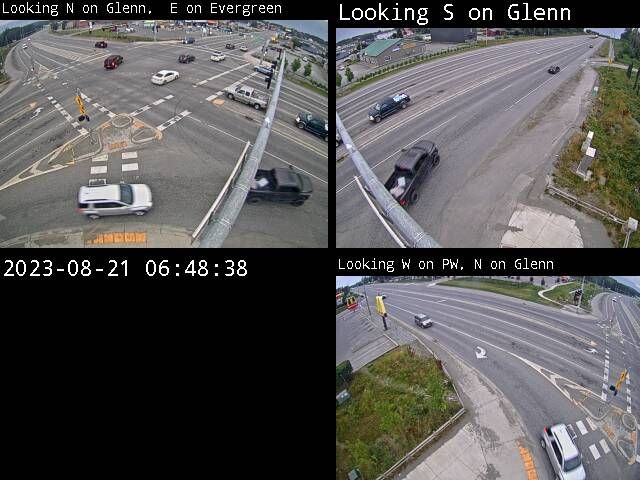 Looking N on Glenn,  E on Evergreen
Looking S on Glenn
2023-08-21 06:48:38
Looking W on PW, N on Glenn